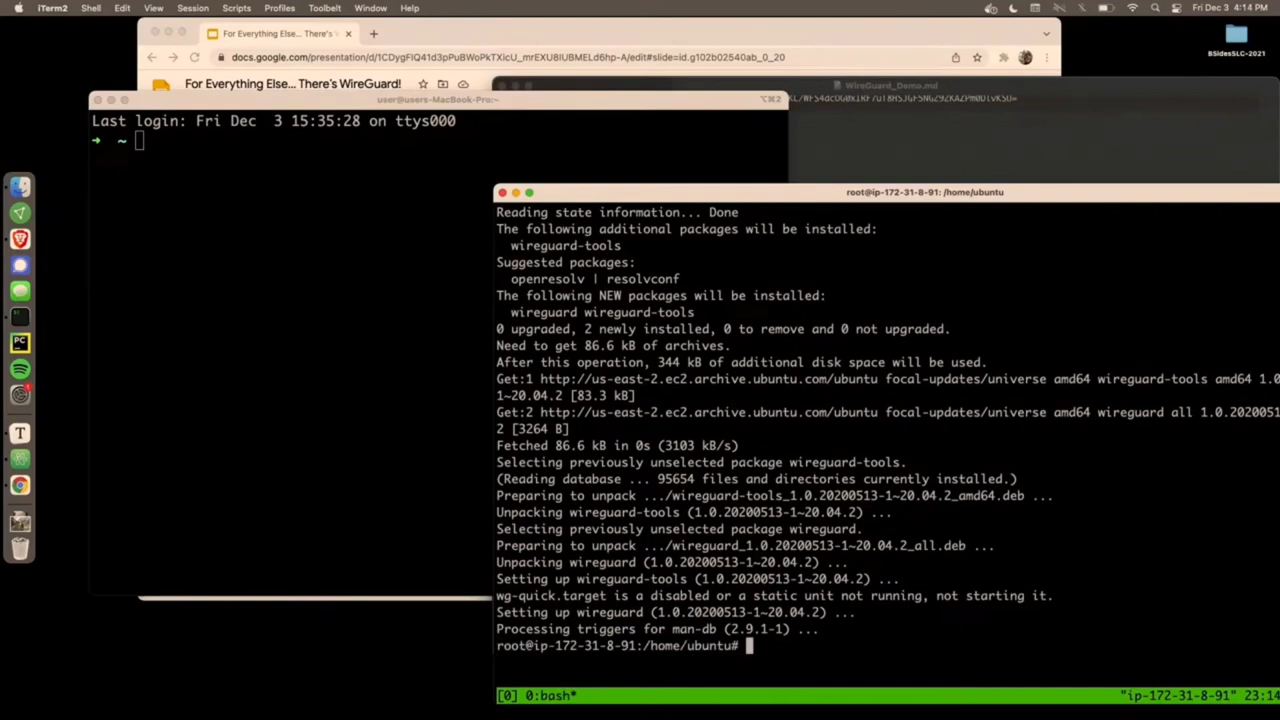 iTerm2 Shell Edit View Session Scripts Profiles Toolbelt Window Help Fri Dec 3 4:14 PM
For Everything Else... There's
docs.google.com/presentation/d/1CDygFIQ41d3pPuBWoPkTXicU_mrEXU8IUBMELd6hp-A/edit#slide=id.g102b02540ab_0_20
BSidesSLC-2021
For Everything Else... There's WireGuard!
WireGuard_Demo.md
user@users-MacBook-Pro:~ ⌥⌘2
Last login: Fri Dec  3 15:35:28 on ttys000
➜ ~
root@ip-172-31-8-91: /home/ubuntu
Reading state information... Done
The following additional packages will be installed:
wireguard-tools
Suggested packages:
openresolv | resolvconf
The following NEW packages will be installed:
wireguard wireguard-tools
0 upgraded, 2 newly installed, 0 to remove and 0 not upgraded.
Need to get 86.6 kB of archives.
After this operation, 344 kB of additional disk space will be used.
Get:1 http://us-east-2.ec2.archive.ubuntu.com/ubuntu focal-updates/universe amd64 wireguard-tools amd64 1.0
1~20.04.2 [83.3 kB]
Get:2 http://us-east-2.ec2.archive.ubuntu.com/ubuntu focal-updates/universe amd64 wireguard all 1.0.2020051
2 [3264 B]
Fetched 86.6 kB in 0s (3103 kB/s)
Selecting previously unselected package wireguard-tools.
(Reading database ... 95654 files and directories currently installed.)
Preparing to unpack .../wireguard-tools_1.0.20200513-1~20.04.2_amd64.deb ...
Unpacking wireguard-tools (1.0.20200513-1~20.04.2) ...
Selecting previously unselected package wireguard.
Preparing to unpack .../wireguard_1.0.20200513-1~20.04.2_all.deb ...
Unpacking wireguard (1.0.20200513-1~20.04.2) ...
Setting up wireguard-tools (1.0.20200513-1~20.04.2) ...
wg-quick.target is a disabled or a static unit not running, not starting it.
Setting up wireguard (1.0.20200513-1~20.04.2) ...
Processing triggers for man-db (2.9.1-1) ...
root@ip-172-31-8-91:/home/ubuntu#
[0] 0:bash* "ip-172-31-8-91" 23:14